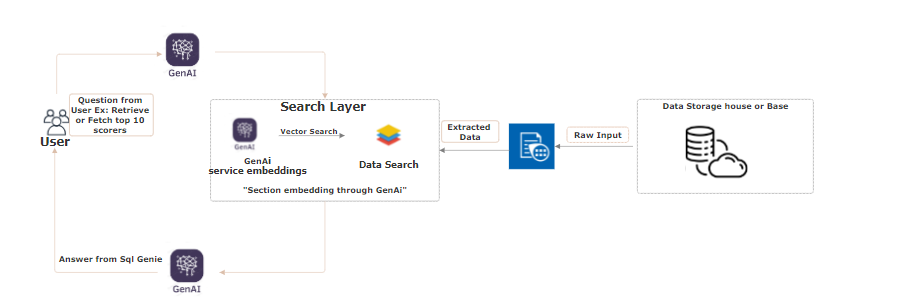 GenAI
Question from
User Ex: Retrieve
or Fetch top 10
scorers
User
Search Layer
GenAI
Vector Search
GenAi
service embeddings
Data Search
"Section embedding through GenAi"
Extracted
Data
Raw Input
Data Storage house or Base
Answer from Sql Genie
GenAI